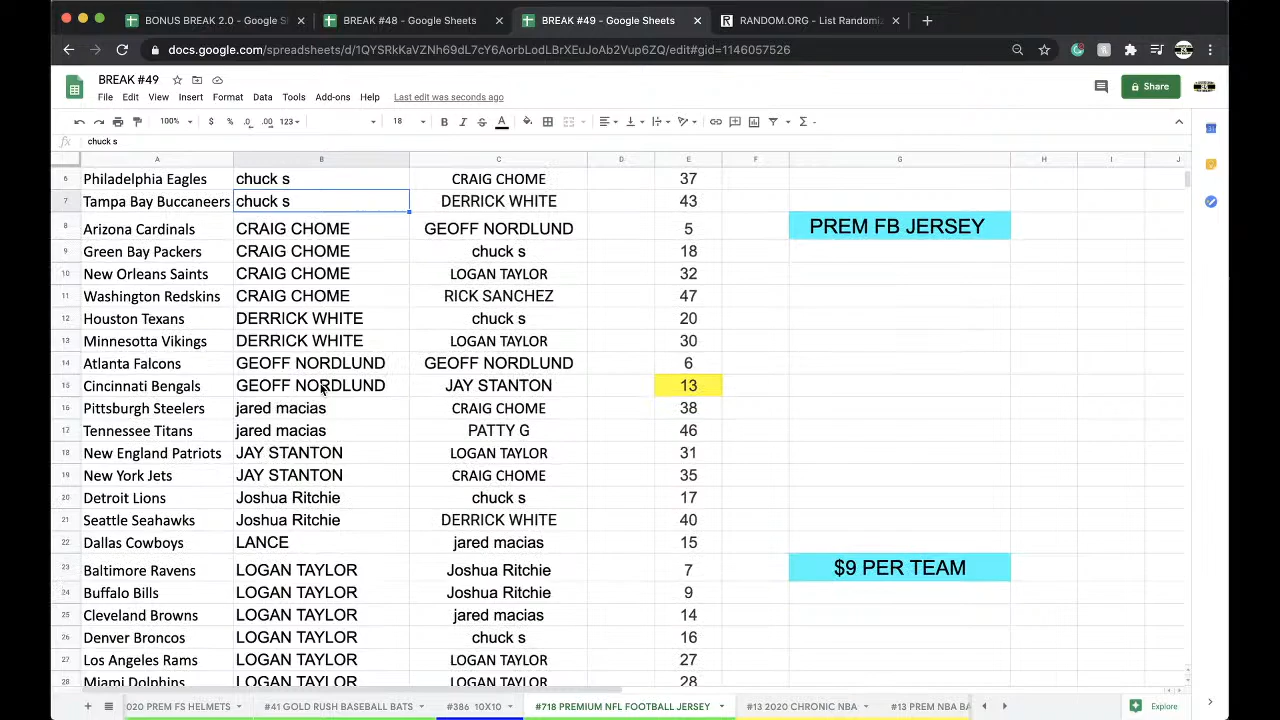 BONUS BREAK 2.0 - Google S
BREAK #48 - Google Sheets
BREAK #49 - Google Sheets
RANDOM.ORG - List Randomi
docs.google.com/spreadsheets/d/1QYSRkKaVZNh69dL7cY6AorbLodLBrXEuJoAb2Vup6ZQ/edit#gid=1146057526
BREAK #49
File Edit View Insert Format Data Tools Add-ons Help Last edit was seconds ago
Share
100% $ % .0 .00 123 18 B I S A
fx chuck s
A B C D E F G H I J
6 Philadelphia Eagles chuck s CRAIG CHOME 37
7 Tampa Bay Buccaneers chuck s DERRICK WHITE 43
8 Arizona Cardinals CRAIG CHOME GEOFF NORDLUND 5 PREM FB JERSEY
9 Green Bay Packers CRAIG CHOME chuck s 18
10 New Orleans Saints CRAIG CHOME LOGAN TAYLOR 32
11 Washington Redskins CRAIG CHOME RICK SANCHEZ 47
12 Houston Texans DERRICK WHITE chuck s 20
13 Minnesotta Vikings DERRICK WHITE LOGAN TAYLOR 30
14 Atlanta Falcons GEOFF NORDLUND GEOFF NORDLUND 6
15 Cincinnati Bengals GEOFF NORDLUND JAY STANTON 13
16 Pittsburgh Steelers jared macias CRAIG CHOME 38
17 Tennessee Titans jared macias PATTY G 46
18 New England Patriots JAY STANTON LOGAN TAYLOR 31
19 New York Jets JAY STANTON CRAIG CHOME 35
20 Detroit Lions Joshua Ritchie chuck s 17
21 Seattle Seahawks Joshua Ritchie DERRICK WHITE 40
22 Dallas Cowboys LANCE jared macias 15
23 Baltimore Ravens LOGAN TAYLOR Joshua Ritchie 7 $9 PER TEAM
24 Buffalo Bills LOGAN TAYLOR Joshua Ritchie 9
25 Cleveland Browns LOGAN TAYLOR jared macias 14
26 Denver Broncos LOGAN TAYLOR chuck s 16
27 Los Angeles Rams LOGAN TAYLOR LOGAN TAYLOR 27
28 Miami Dolphins LOGAN TAYLOR LOGAN TAYLOR 28
020 PREM FS HELMETS #41 GOLD RUSH BASEBALL BATS #386 10X10 #718 PREMIUM NFL FOOTBALL JERSEY #13 2020 CHRONIC NBA #13 PREM NBA BA Explore